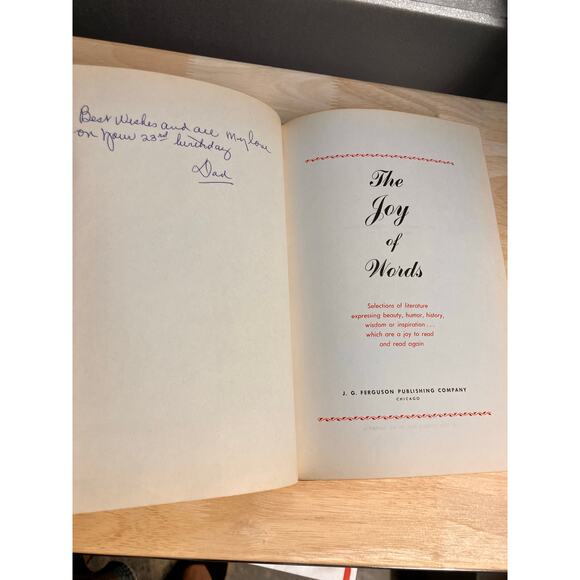 Best Wishes and all My love
on your 23rd birthday
Dad
The
Joy
of
Words
Selections of literature
expressing beauty, humor, history,
wisdom or inspiration . . .
which are a joy to read
and read again
J. G. FERGUSON PUBLISHING COMPANY
CHICAGO